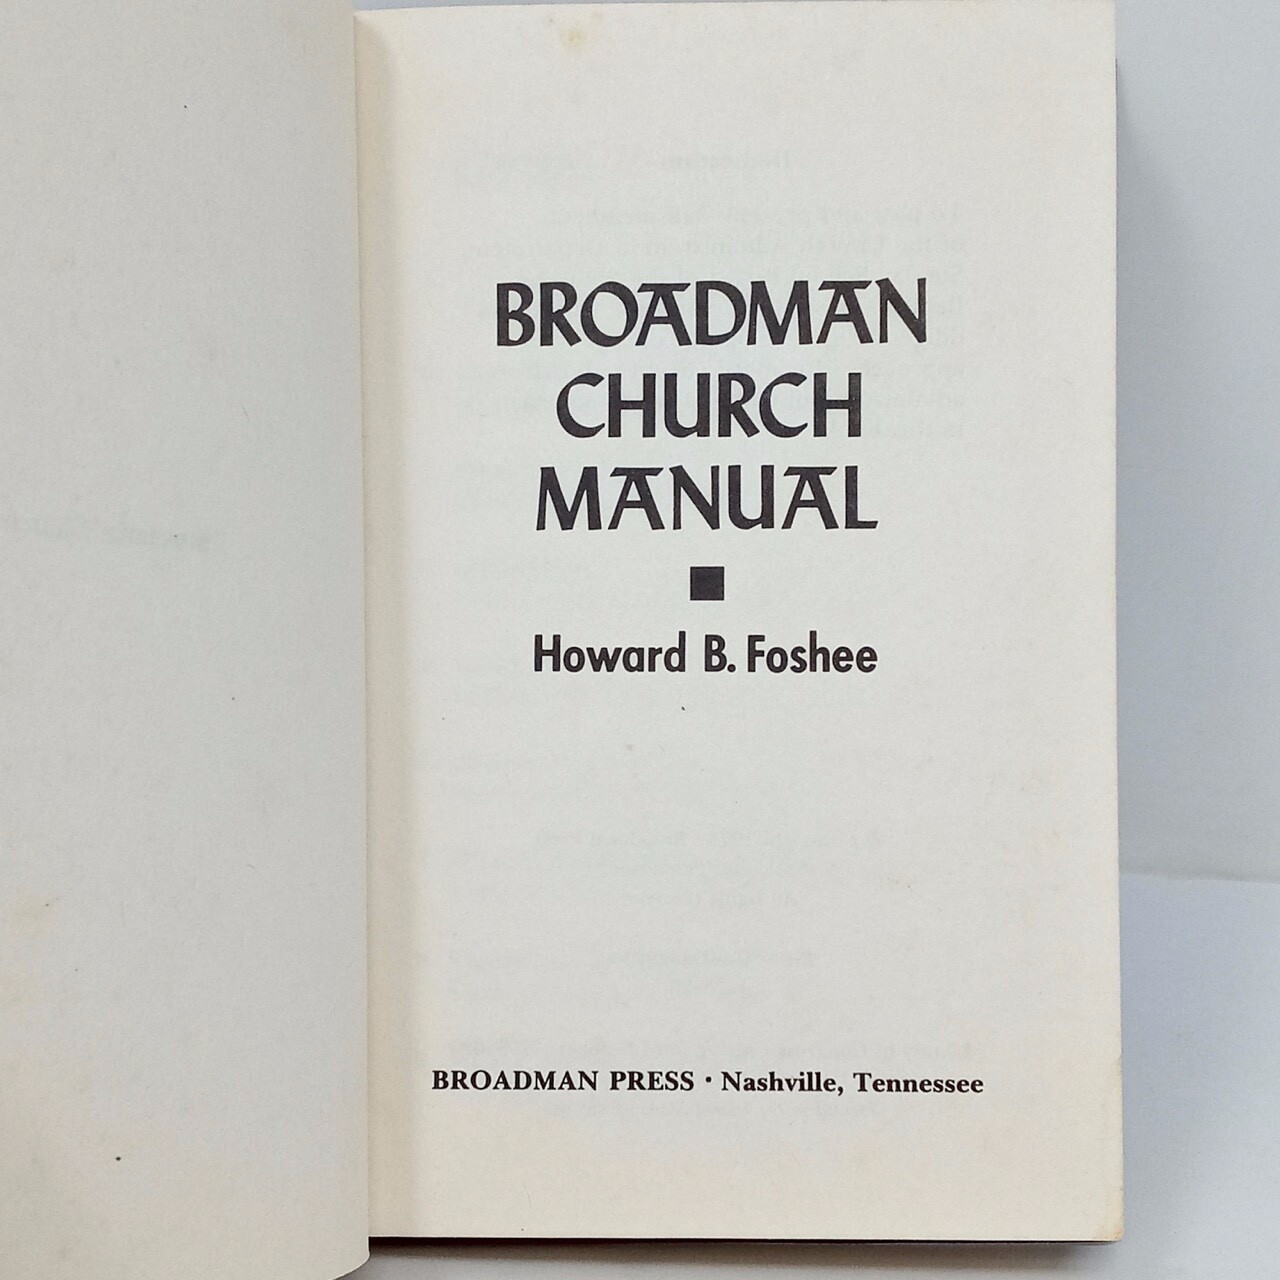 BROADMAN
CHURCH
MANUAL
Howard B. Foshee
BROADMAN PRESS · Nashville, Tennessee